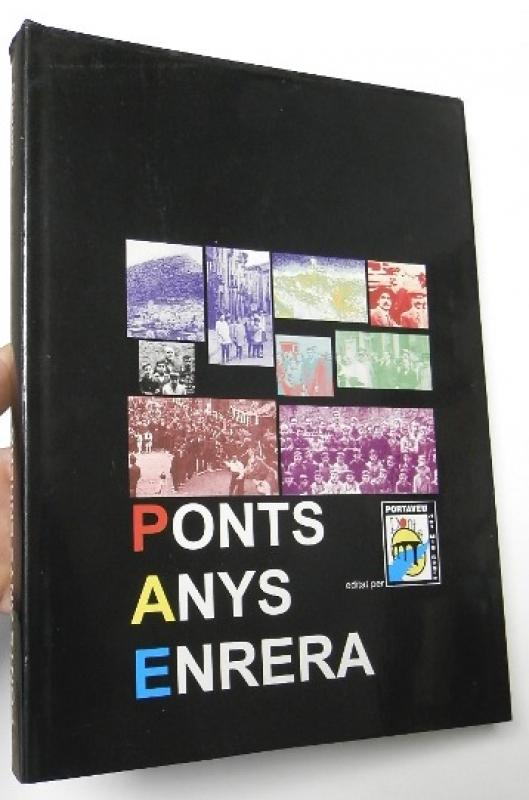 PONTS
ANYS
ENRERA
editat per
PORTAVEU